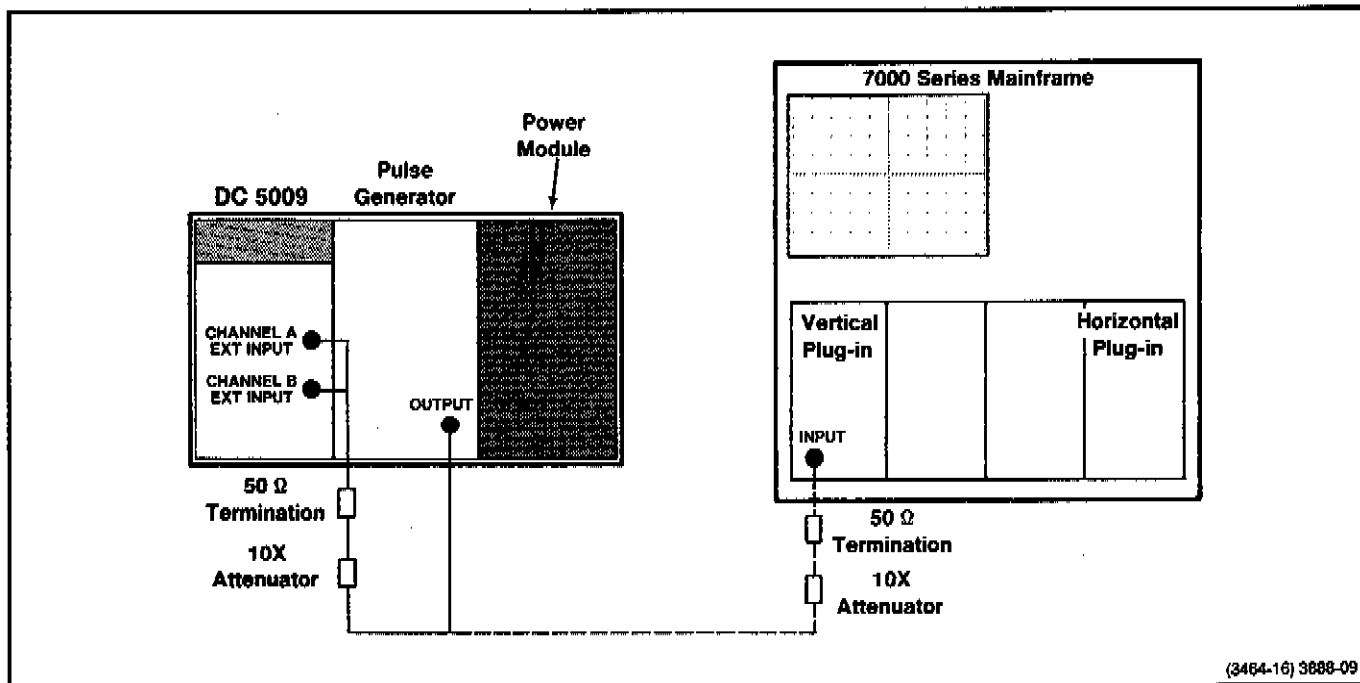 7000 Series Mainframe
Power
Module
Pulse
Generator
DC 5009
CHANNEL A
EXT INPUT
CHANNEL B
EXT INPUT
OUTPUT
50 Ω
Termination
10X
Attenuator
Vertical
Plug-in
Horizontal
Plug-in
INPUT
50 Ω
Termination
10X
Attenuator
(3464-16) 3888-09